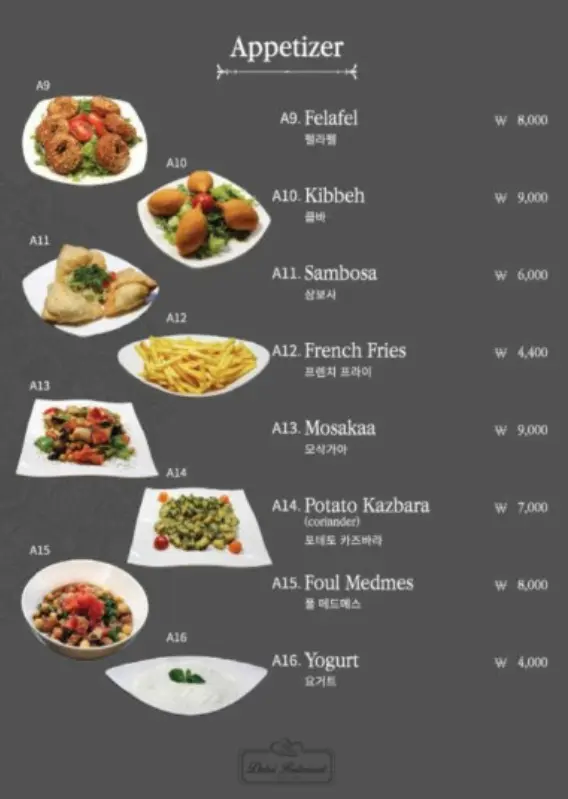 Appetizer
A9
A9. Felafel ₩ 8,000
펠라펠
A10
A10. Kibbeh ₩ 9,000
클바
A11
A11. Sambosa ₩ 6,000
삼보사
A12
A12. French Fries ₩ 4,400
프렌치 프라이
A13
A13. Mosakaa ₩ 9,000
모삭가아
A14
A14. Potato Kazbara ₩ 7,000
(coriander)
포테토 카즈바라
A15
A15. Foul Medmes ₩ 8,000
풀 메드메스
A16
A16. Yogurt ₩ 4,000
요거트
Dubai Restaurant